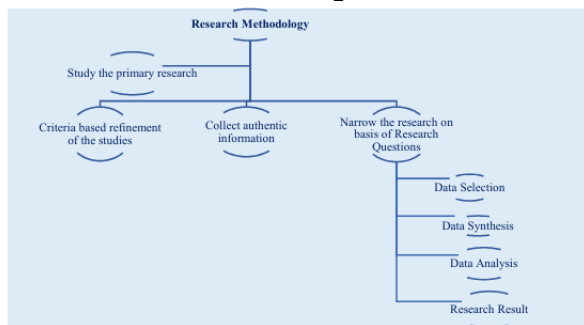 Research Methodology
Study the primary research
Criteria based refinement
of the studies
Collect authentic
information
Narrow the research on
basis of Research
Questions
Data Selection
Data Synthesis
Data Analysis
Research Result